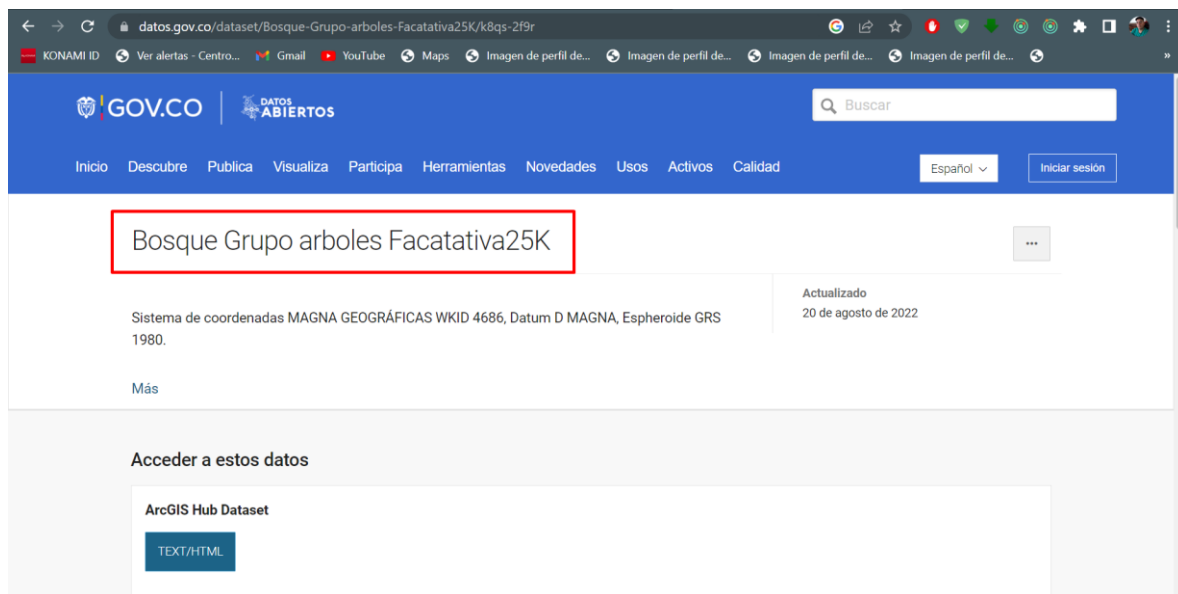 datos.gov.co/dataset/Bosque-Grupo-arboles-Facatativa25K/k8qs-2f9r
KONAMI ID Ver alertas - Centro... Gmail YouTube Maps Imagen de perfil de... Imagen de perfil de... Imagen de perfil de... Imagen de perfil de... »
GOV.CO DATOS ABIERTOS Buscar
Inicio Descubre Publica Visualiza Participa Herramientas Novedades Usos Activos Calidad Español Iniciar sesión
Bosque Grupo arboles Facatativa25K
Actualizado
20 de agosto de 2022
Sistema de coordenadas MAGNA GEOGRÁFICAS WKID 4686, Datum D MAGNA, Espheroide GRS
1980.
Más
Acceder a estos datos
ArcGIS Hub Dataset
TEXT/HTML